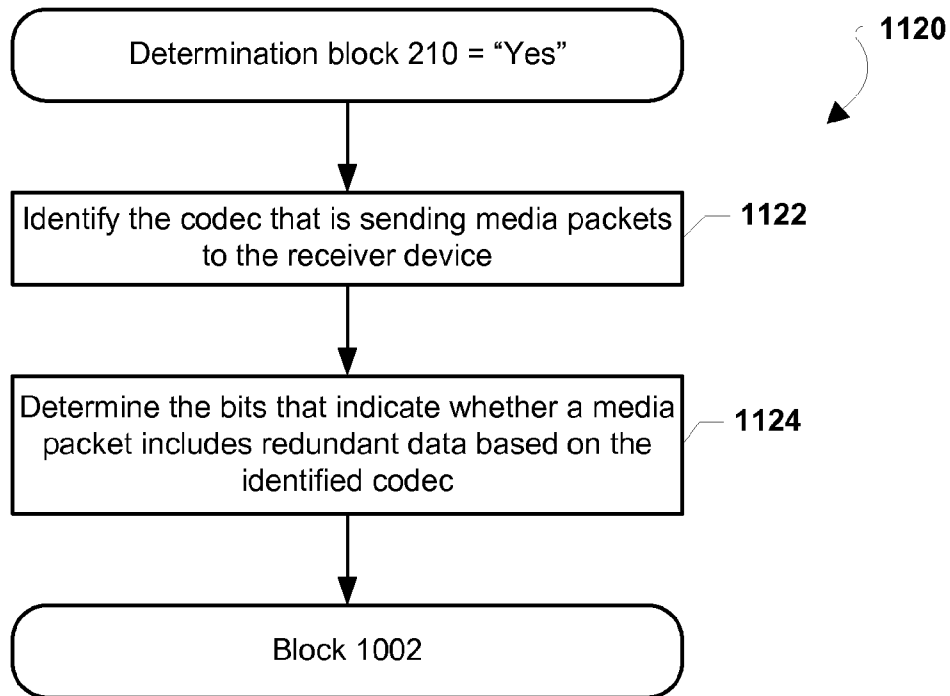 1120
Determination block 210 = “Yes”
Identify the codec that is sending media packets
to the receiver device
1122
Determine the bits that indicate whether a media
packet includes redundant data based on the
identified codec
1124
Block 1002